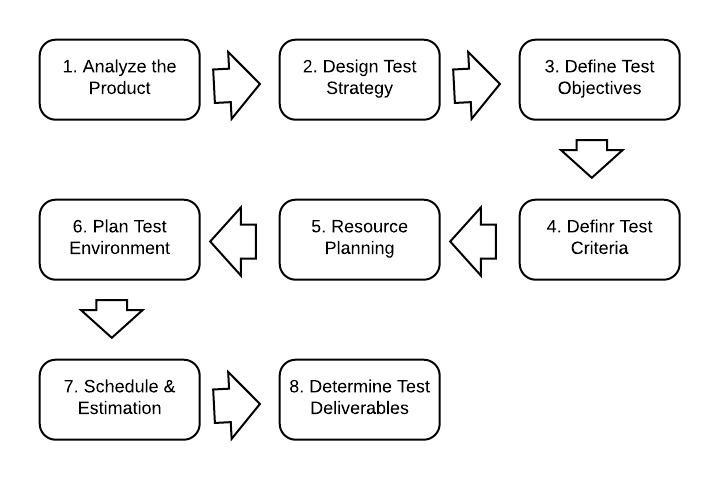 1. Analyze the
Product
2. Design Test
Strategy
3. Define Test
Objectives
4. Definr Test
Criteria
5. Resource
Planning
6. Plan Test
Environment
7. Schedule &
Estimation
8. Determine Test
Deliverables